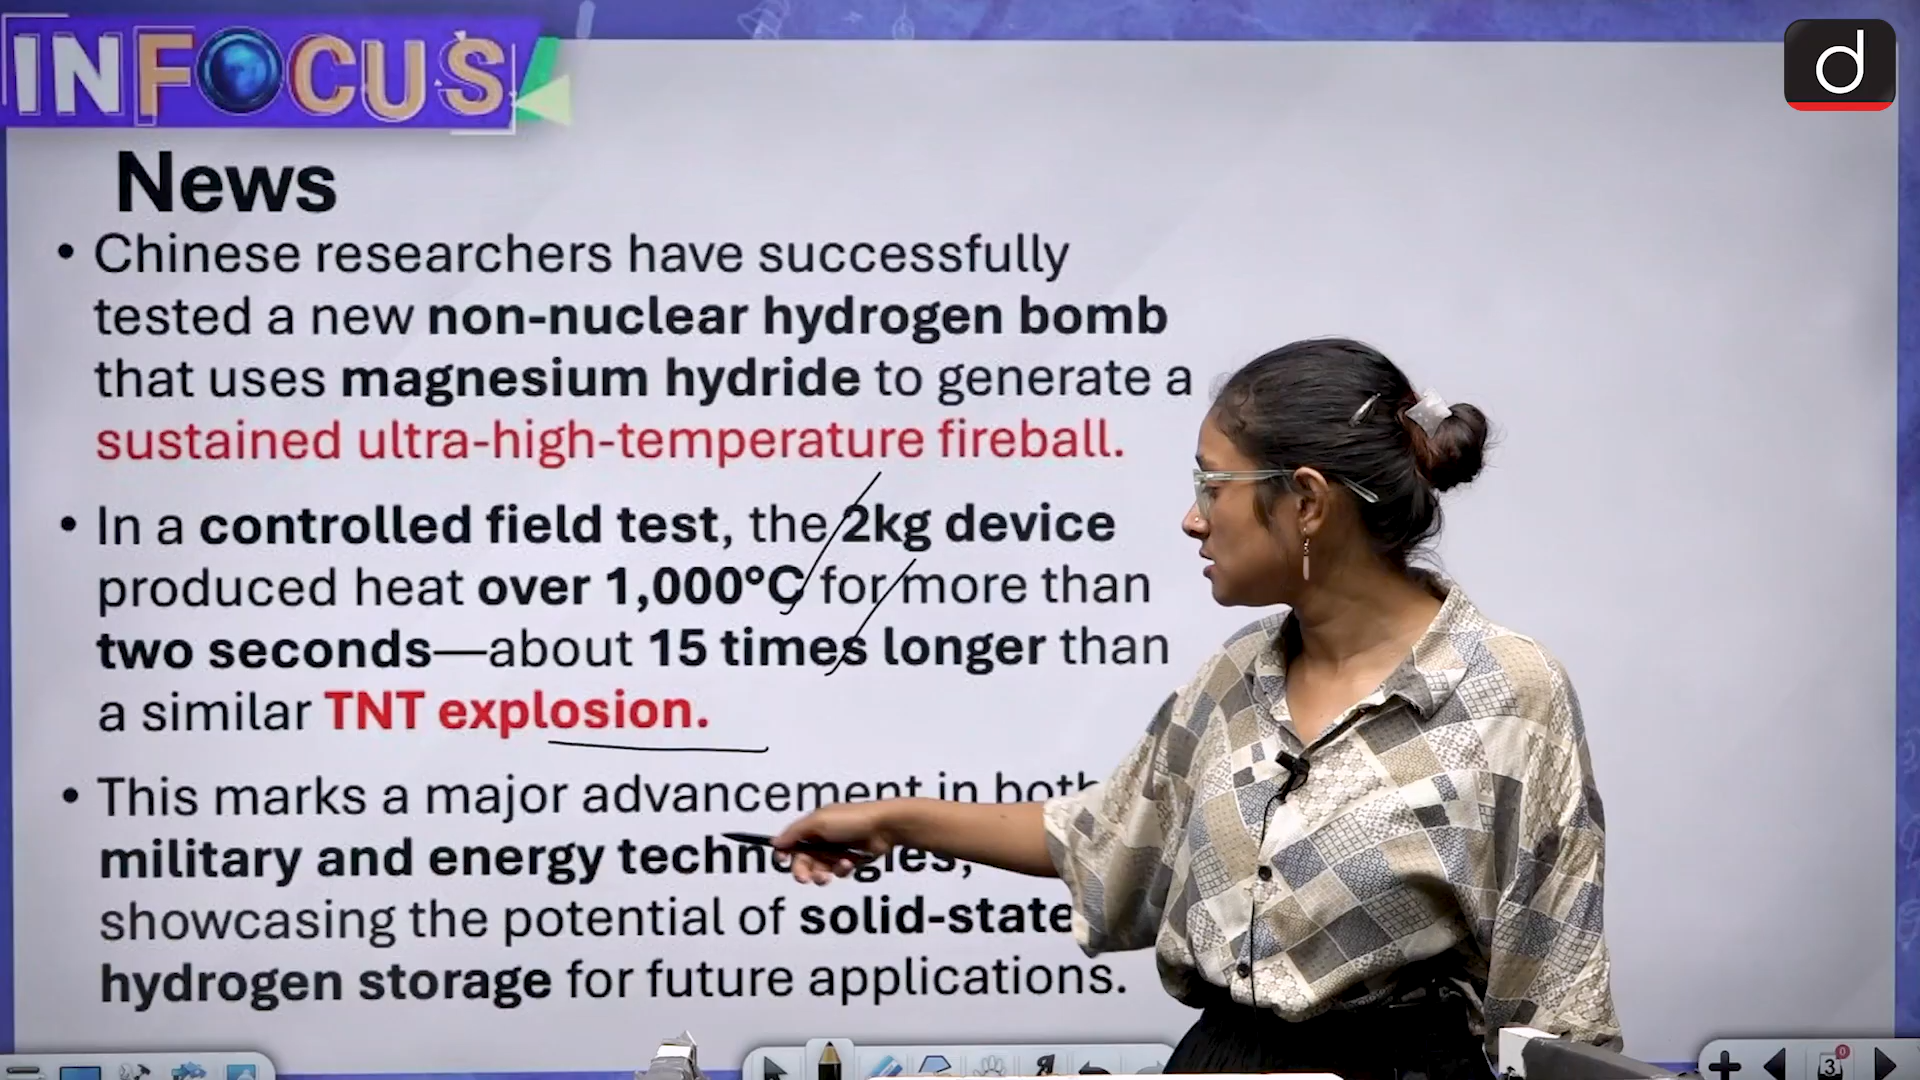 INFOCUS
d
News
• Chinese researchers have successfully
tested a new non-nuclear hydrogen bomb
that uses magnesium hydride to generate a
sustained ultra-high-temperature fireball.
• In a controlled field test, the 2kg device
produced heat over 1,000°C for more than
two seconds—about 15 times longer than
a similar TNT explosion.
• This marks a major advancement in both
military and energy technologies,
showcasing the potential of solid-state
hydrogen storage for future applications.
3
0